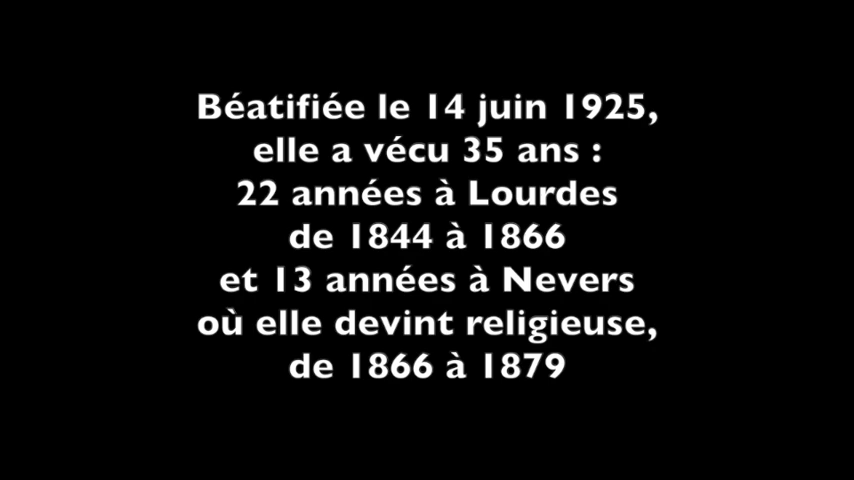 Béatifiée le 14 juin 1925,
elle a vécu 35 ans :
22 années à Lourdes
de 1844 à 1866
et 13 années à Nevers
où elle devint religieuse,
de 1866 à 1879